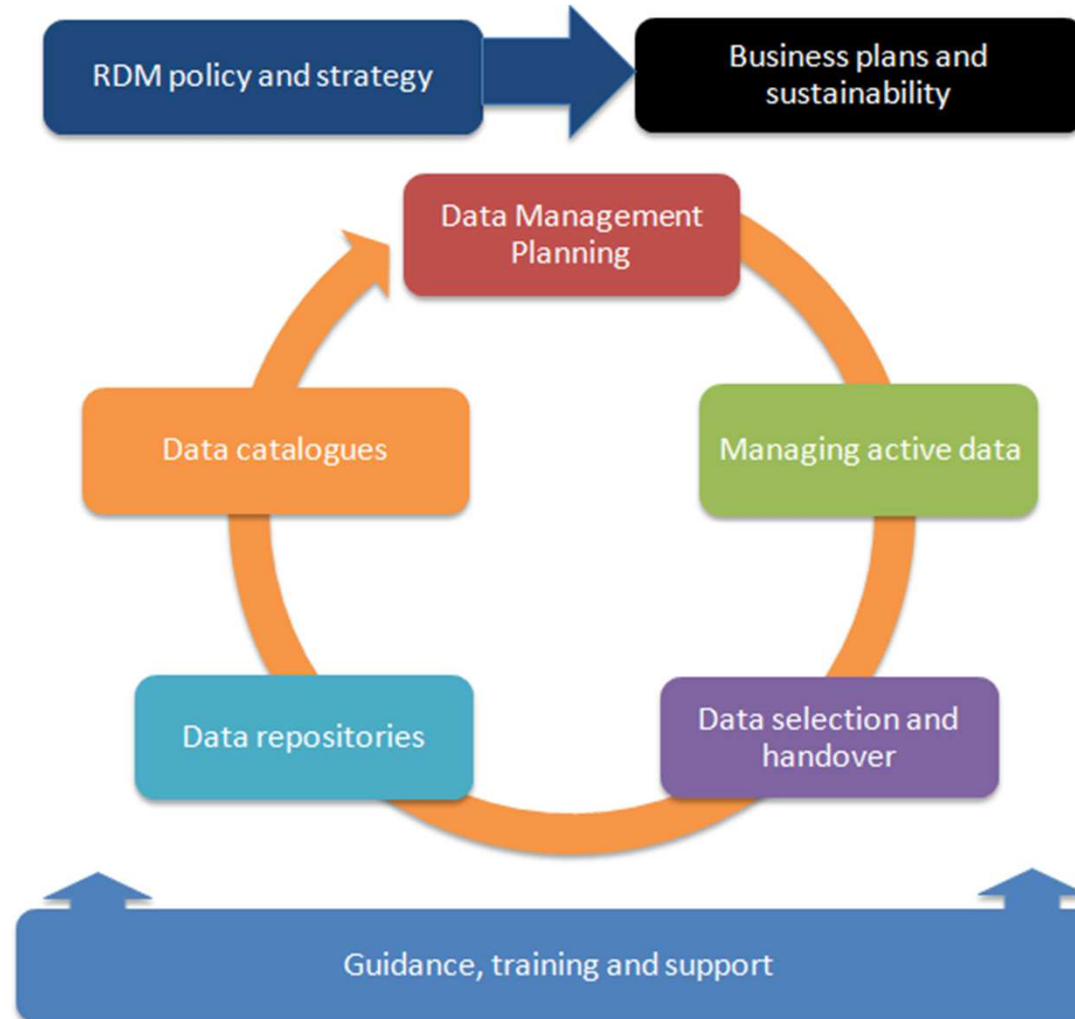 RDM policy and strategy
Business plans and
sustainability
Data Management
Planning
Data catalogues
Managing active data
Data repositories
Data selection and
handover
Guidance, training and support